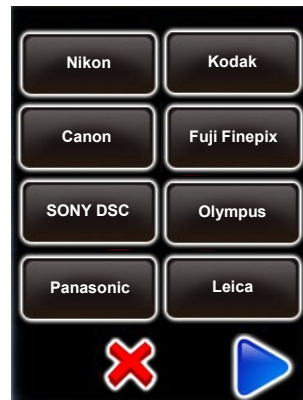 Nikon
Kodak
Canon
Fuji Finepix
SONY DSC
Olympus
Panasonic
Leica